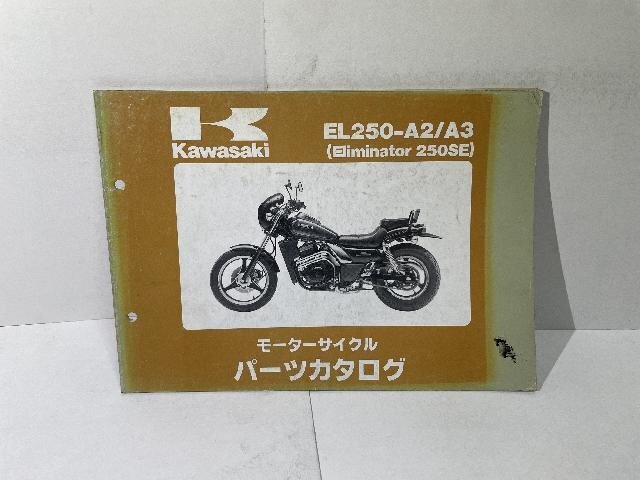 Kawasaki
EL250-A2/A3
(Eliminator 250SE)
モーターサイクル
パーツカタログ